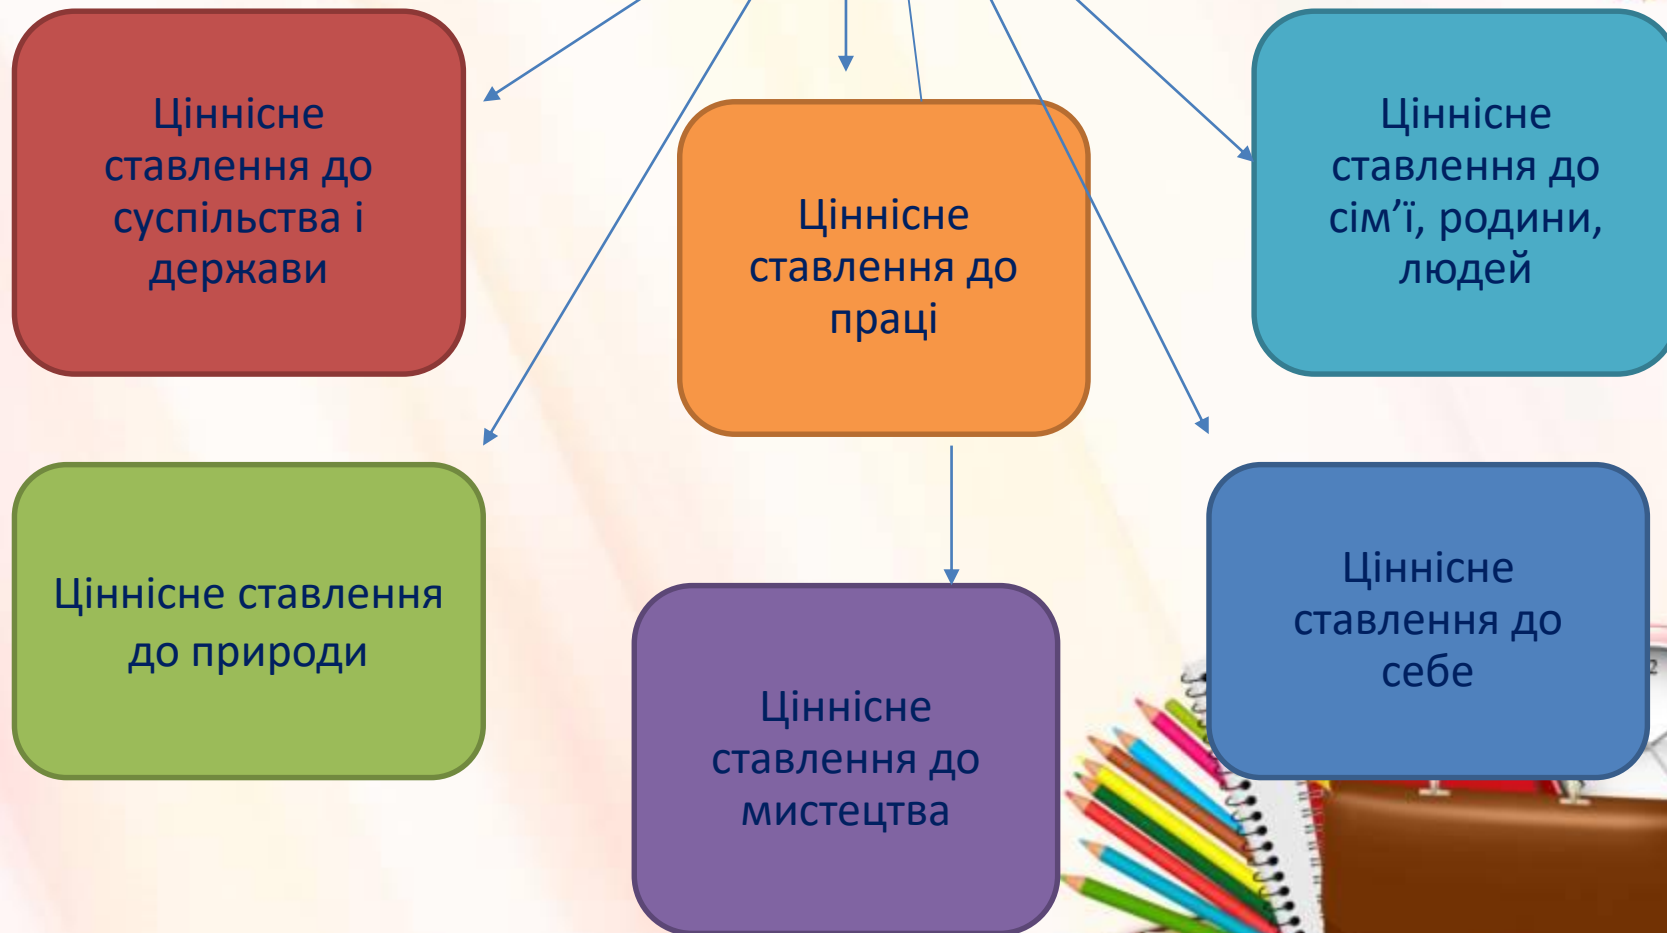 Ціннісне
ставлення до
суспільства і
держави
Ціннісне
ставлення до
праці
Ціннісне
ставлення до
сім’ї, родини,
людей
Ціннісне ставлення
до природи
Ціннісне
ставлення до
мистецтва
Ціннісне
ставлення до
себе